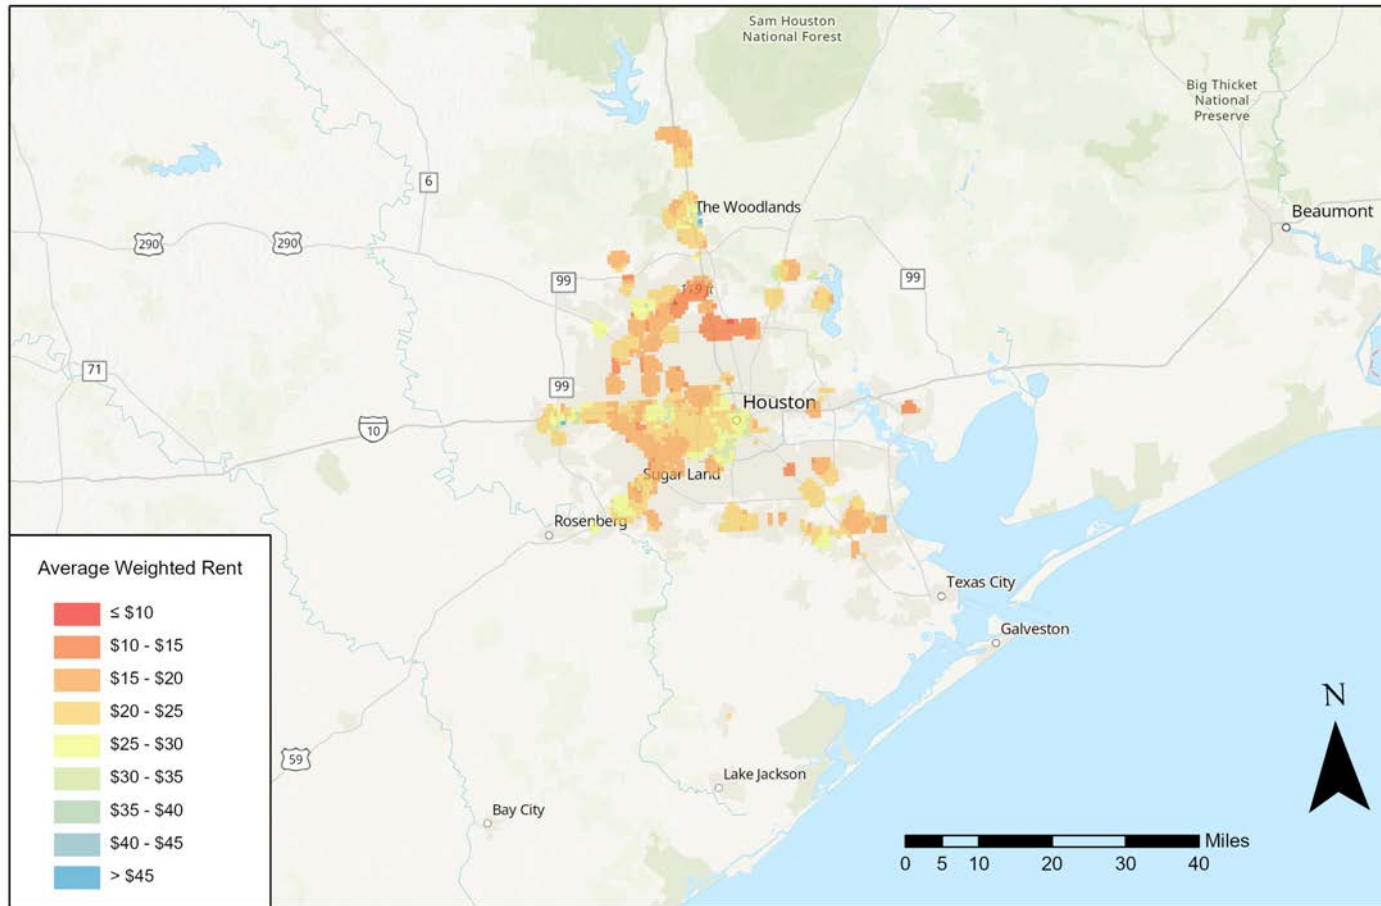 Sam Houston
National Forest
Big Thicket
National
Preserve
6
The Woodlands
Beaumont
290
290
99
99
71
99
Houston
10
Sugar Land
Rosenberg
Average Weighted Rent
≤ $10
$10 - $15
$15 - $20
$20 - $25
$25 - $30
$30 - $35
$35 - $40
$40 - $45
> $45
Texas City
Galveston
N
59
Lake Jackson
Bay City
Miles
0 5 10 20 30 40